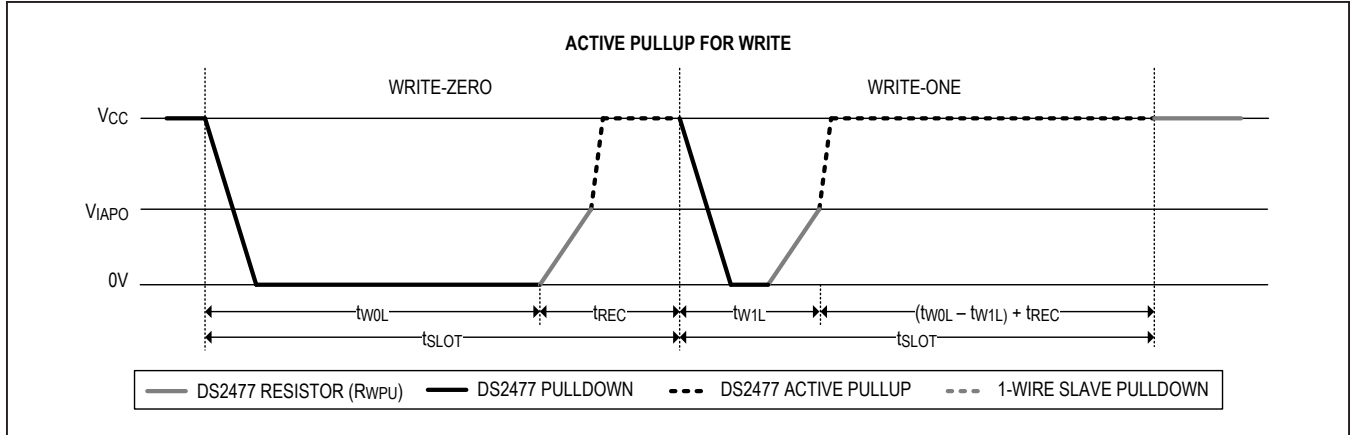 ACTIVE PULLUP FOR WRITE
WRITE-ZERO WRITE-ONE
VCC
VIAPO
0V
tW0L tREC tW1L (tW0L – tW1L) + tREC
tSLOT tSLOT
DS2477 RESISTOR (RWPU) DS2477 PULLDOWN DS2477 ACTIVE PULLUP 1-WIRE SLAVE PULLDOWN